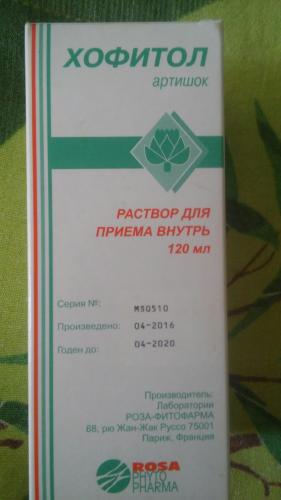 ХОФИТОЛ
артишок
РАСТВОР ДЛЯ
ПРИЕМА ВНУТРЬ
120 мл
Серия №: MSO510
Произведено: 04-2016
Годен до: 04-2020
Производитель:
Лаборатории
РОЗА-ФИТОФАРМА
68, рю Жан-Жак Руссо 75001
Париж, Франция
ROSA
PHYTO
PHARMA